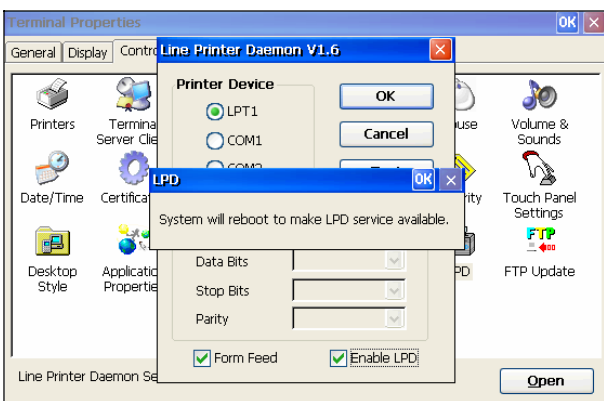 Terminal Properties OK
General Display Contro
Line Printer Daemon V1.6
Printer Device
LPT1
COM1
OK
Cancel
Printers
Termina
Server Clie
use
Volume &
Sounds
Date/Time
Certifica
rity
Touch Panel
Settings
LPD OK
System will reboot to make LPD service available.
Data Bits
Stop Bits
Parity
Form Feed
Enable LPD
Desktop
Style
Applicatio
Propertie
PD
FTP
FTP Update
Line Printer Daemon Se
Open